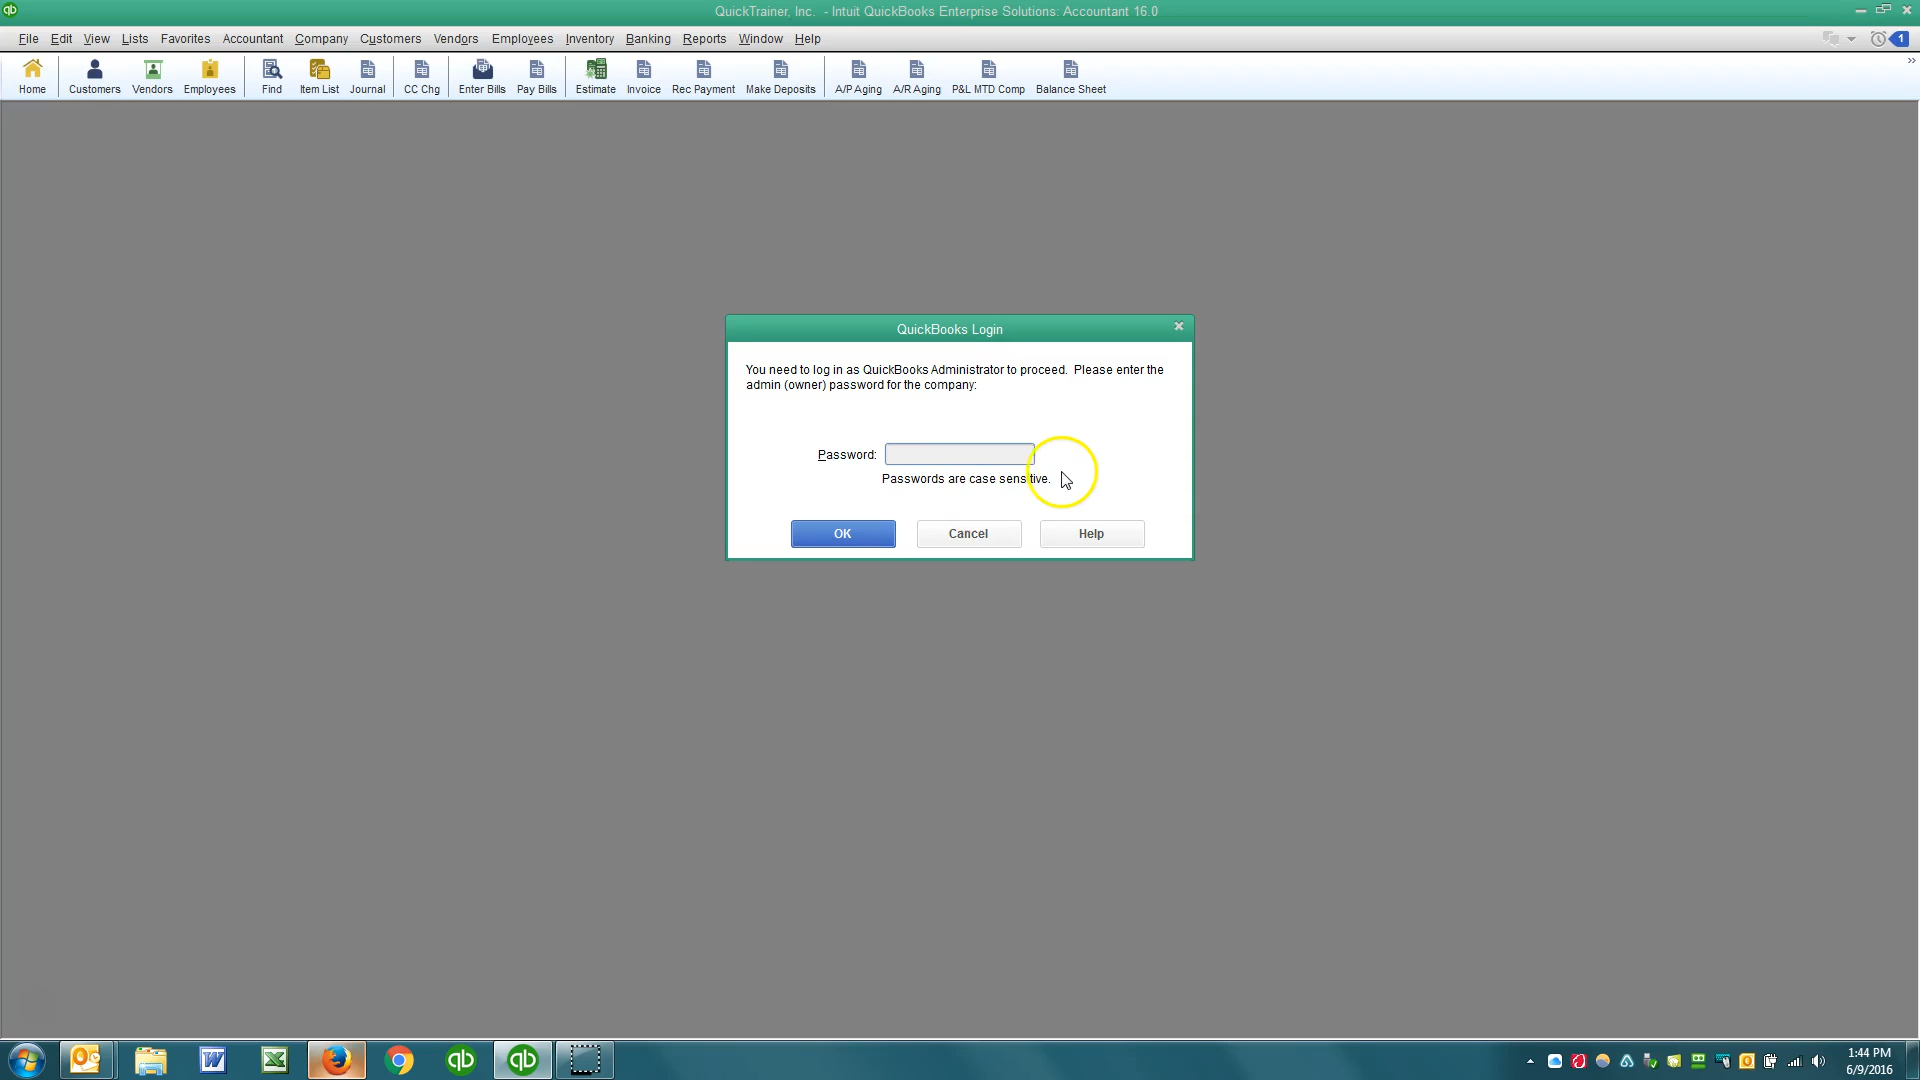 QuickTrainer, Inc. - Intuit QuickBooks Enterprise Solutions: Accountant 16.0
File Edit View Lists Favorites Accountant Company Customers Vendors Employees Inventory Banking Reports Window Help
1
Home Customers Vendors Employees Find Item List Journal CC Chg Enter Bills Pay Bills Estimate Invoice Rec Payment Make Deposits A/P Aging A/R Aging P&L MTD Comp Balance Sheet
QuickBooks Login
You need to log in as QuickBooks Administrator to proceed. Please enter the
admin (owner) password for the company:
Password:
Passwords are case sensitive.
OK Cancel Help
1:44 PM
6/9/2016